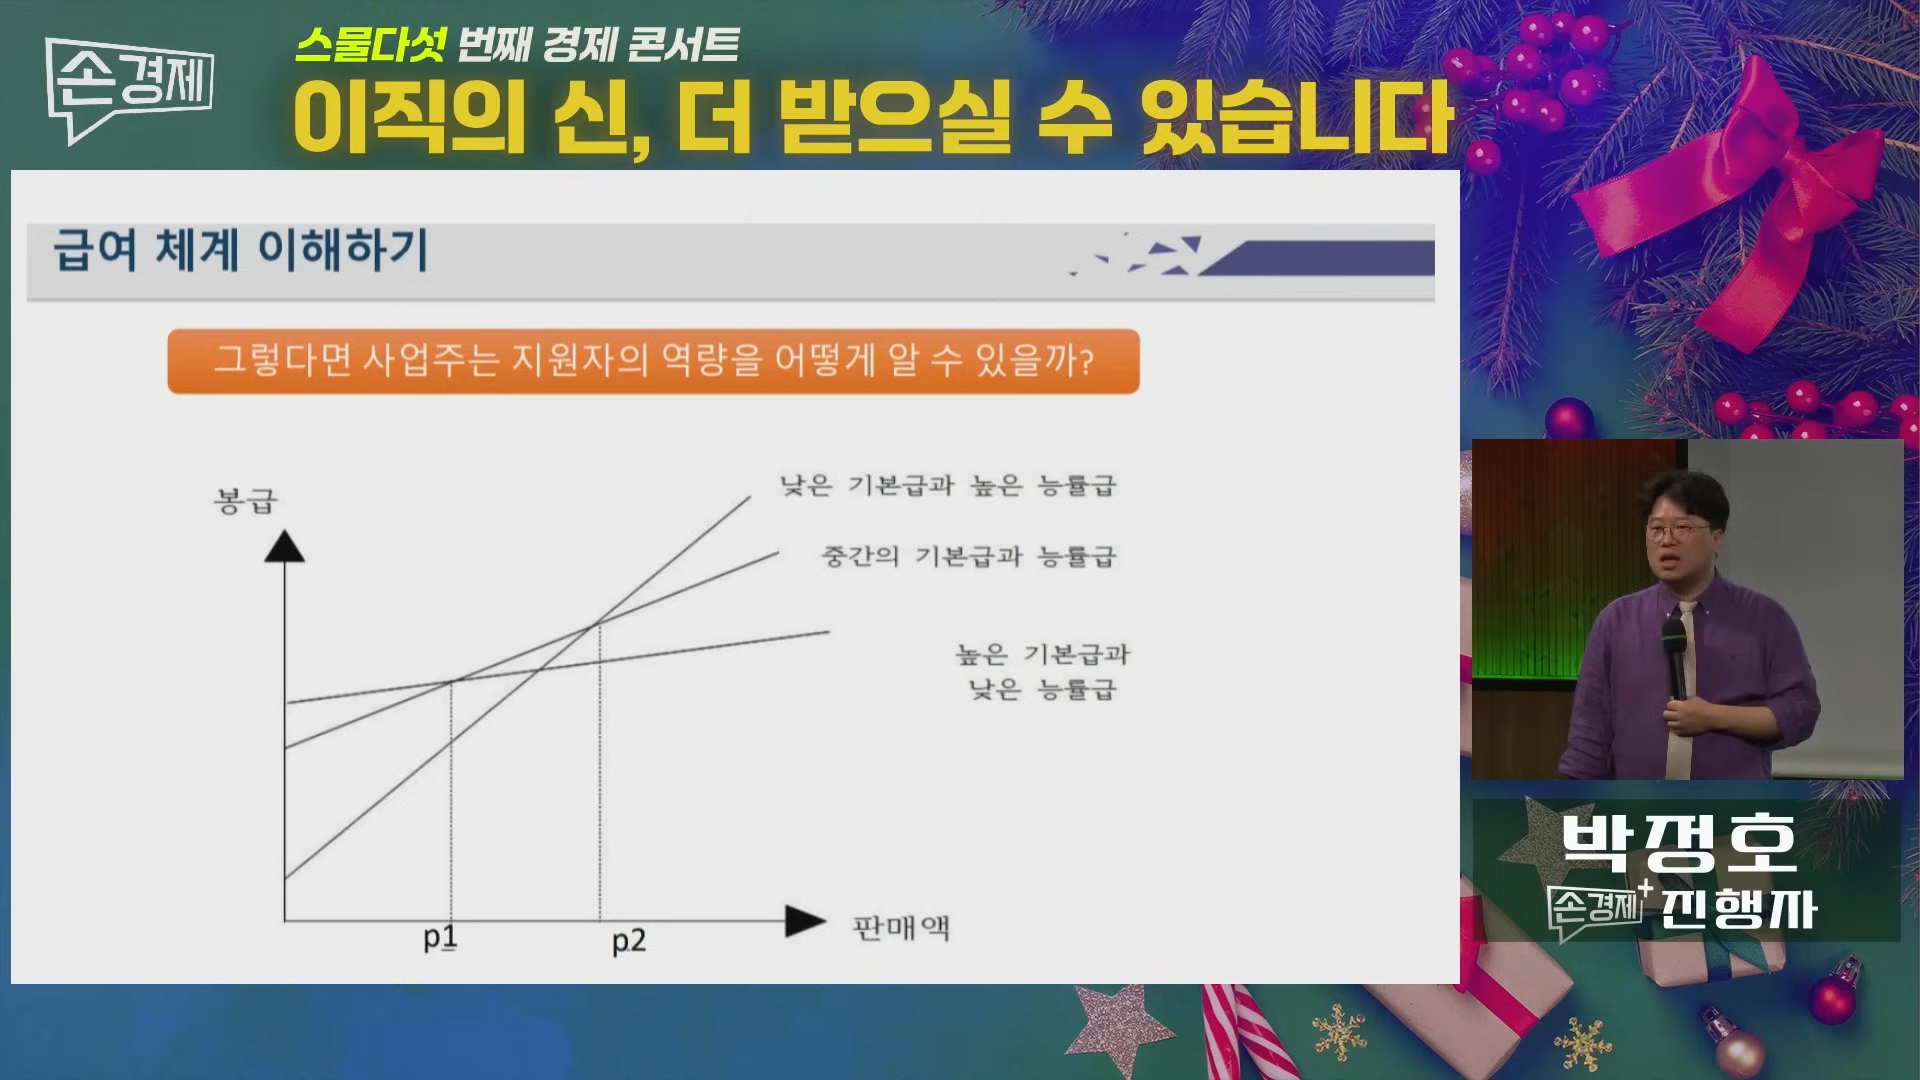 손경제
스물다섯 번째 경제 콘서트
이직의 신, 더 받으실 수 있습니다
급여 체계 이해하기
그렇다면 사업주는 지원자의 역량을 어떻게 알 수 있을까?
봉급
낮은 기본급과 높은 능률급
중간의 기본급과 능률급
높은 기본급과
낮은 능률급
p1
p2
판매액
박정호
손경제+ 진행자